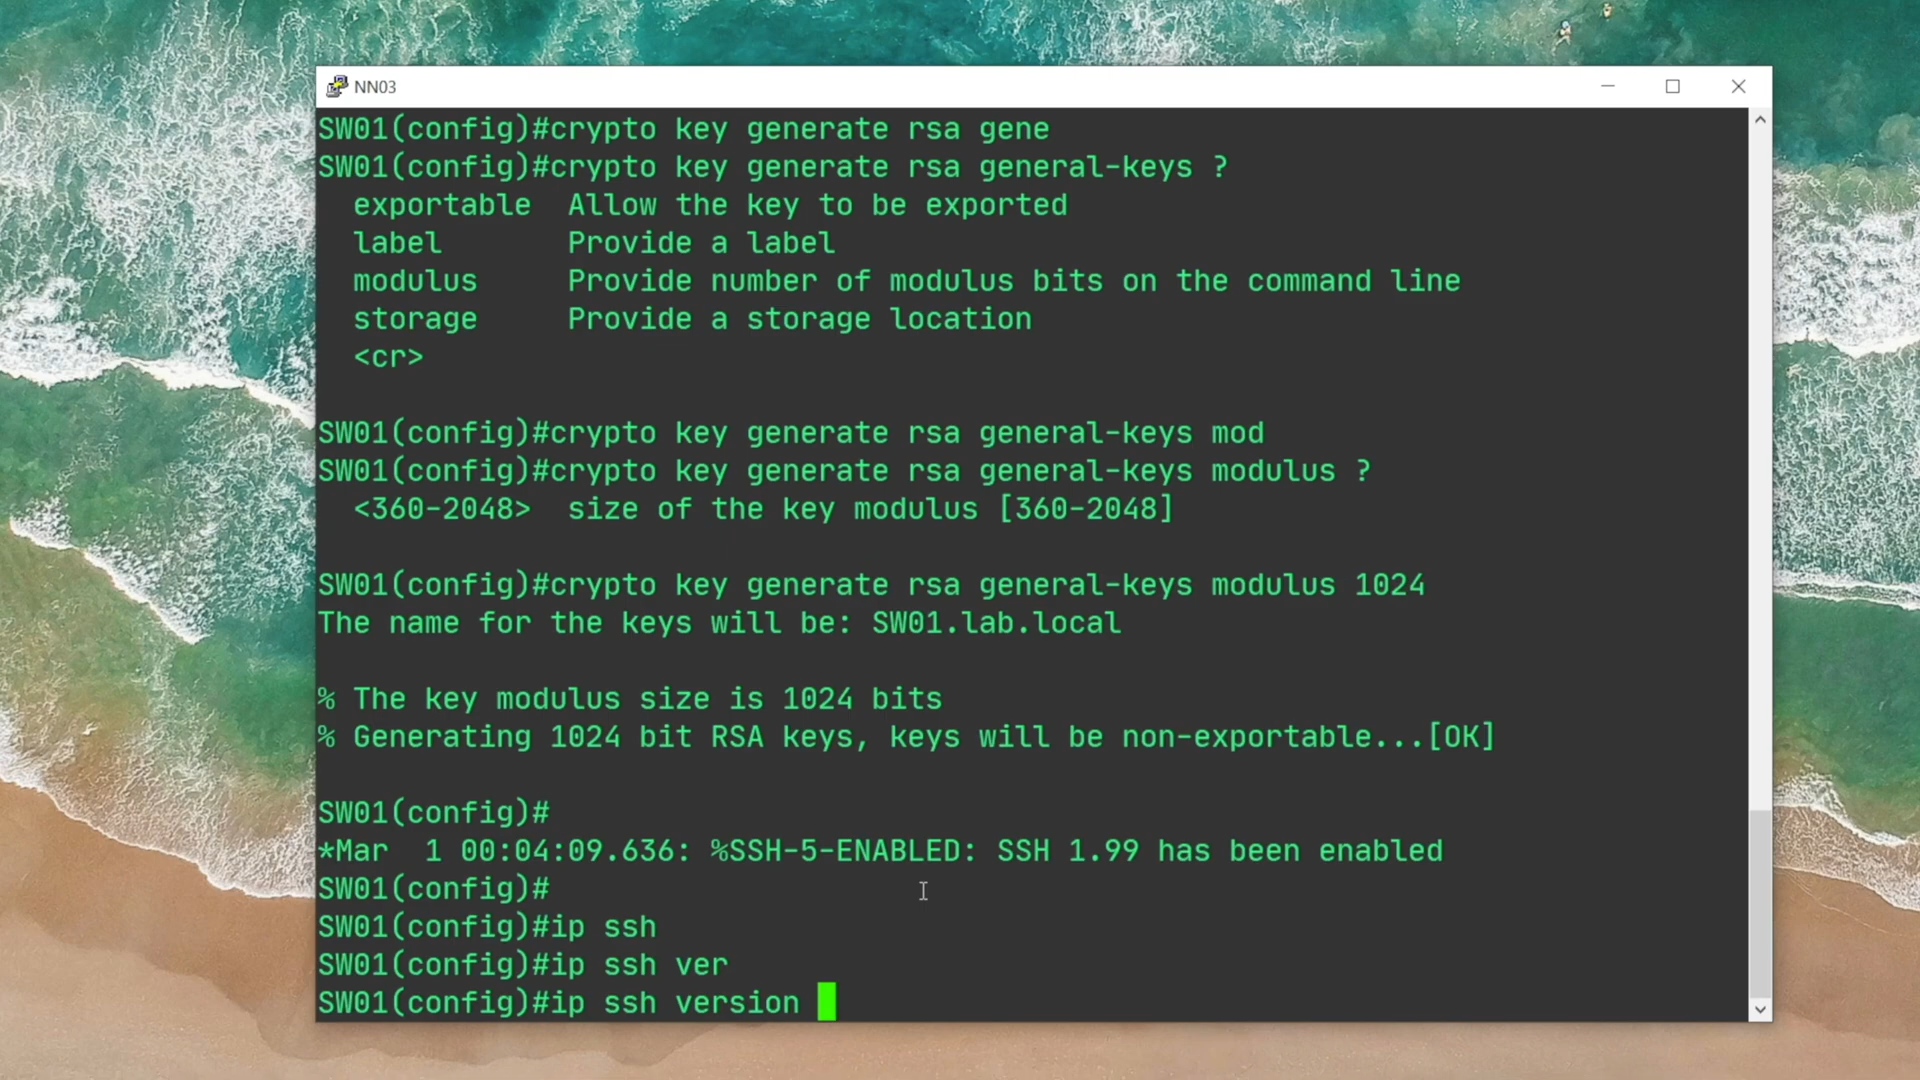 NN03
SW01(config)#crypto key generate rsa gene
SW01(config)#crypto key generate rsa general-keys ?
  exportable  Allow the key to be exported
  label       Provide a label
  modulus     Provide number of modulus bits on the command line
  storage     Provide a storage location
  <cr>
SW01(config)#crypto key generate rsa general-keys mod
SW01(config)#crypto key generate rsa general-keys modulus ?
  <360-2048>  size of the key modulus [360-2048]
SW01(config)#crypto key generate rsa general-keys modulus 1024
The name for the keys will be: SW01.lab.local
% The key modulus size is 1024 bits
% Generating 1024 bit RSA keys, keys will be non-exportable...[OK]
SW01(config)#
*Mar  1 00:04:09.636: %SSH-5-ENABLED: SSH 1.99 has been enabled
SW01(config)#
SW01(config)#ip ssh
SW01(config)#ip ssh ver
SW01(config)#ip ssh version